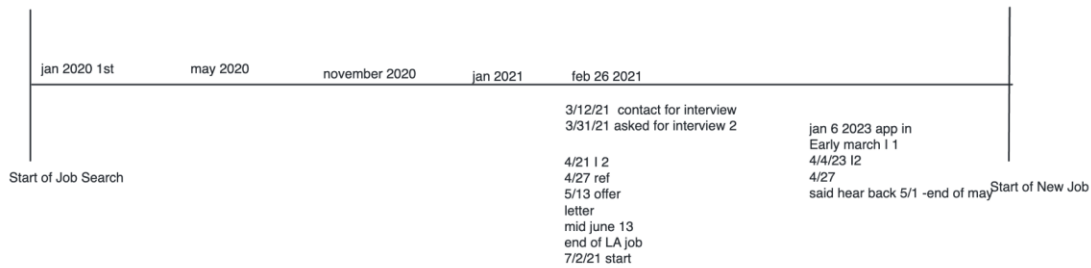 jan 2020 1st
may 2020
november 2020
jan 2021
feb 26 2021
3/12/21 contact for interview
3/31/21 asked for interview 2
4/21 I 2
4/27 ref
5/13 offer
letter
mid june 13
end of LA job
7/2/21 start
jan 6 2023 app in
Early march I 1
4/4/23 I2
4/27
said hear back 5/1 -end of may
Start of Job Search
Start of New Job